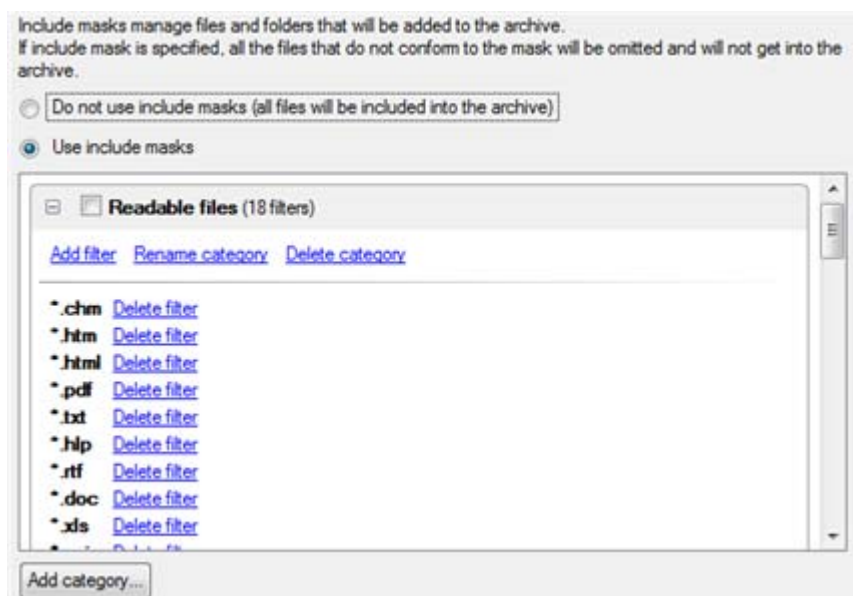 Include masks manage files and folders that will be added to the archive.
If include mask is specified, all the files that do not conform to the mask will be omitted and will not get into the
archive.
Do not use include masks (all files will be included into the archive)
Use include masks
Readable files (18 filters)
Add filter Rename category Delete category
*.chm Delete filter
*.htm Delete filter
*.html Delete filter
*.pdf Delete filter
*.txt Delete filter
*.hlp Delete filter
*.rtf Delete filter
*.doc Delete filter
*.xls Delete filter
Add category...